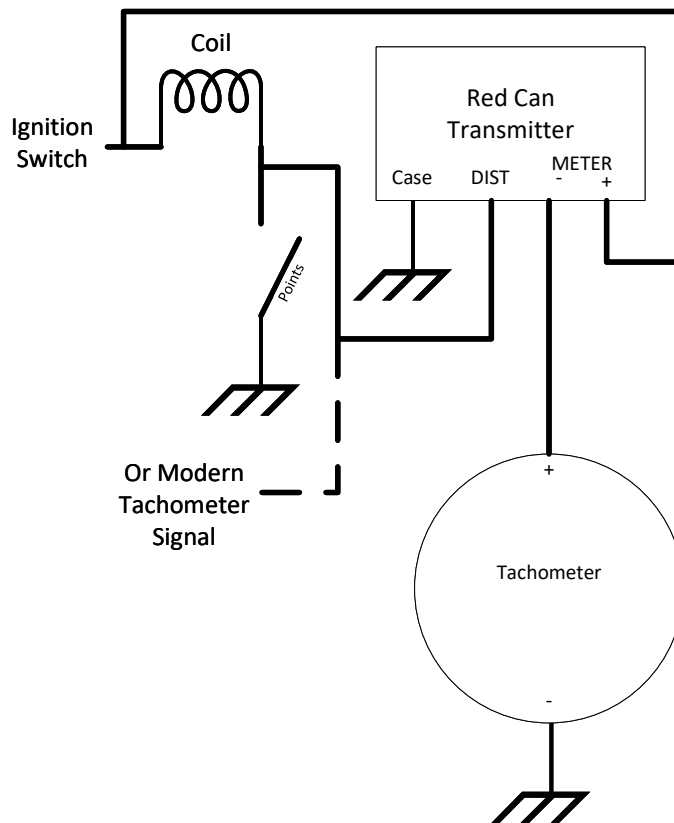 Coil
Ignition
Switch
Red Can
Transmitter
Case
DIST
METER
-
+
Points
Or Modern
Tachometer
Signal
+
Tachometer
-